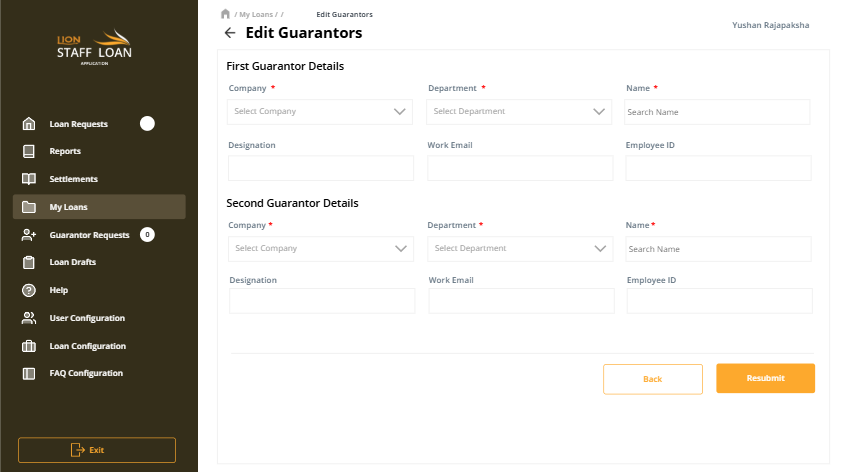 LION
STAFF LOAN
APPLICATION
Loan Requests
Reports
Settlements
My Loans
Guarantor Requests 0
Loan Drafts
Help
User Configuration
Loan Configuration
FAQ Configuration
Exit
/ My Loans / / Edit Guarantors
Yushan Rajapaksha
Edit Guarantors
First Guarantor Details
Company * Department * Name *
Select Company Select Department Search Name
Designation Work Email Employee ID
Second Guarantor Details
Company * Department * Name *
Select Company Select Department Search Name
Designation Work Email Employee ID
Back Resubmit